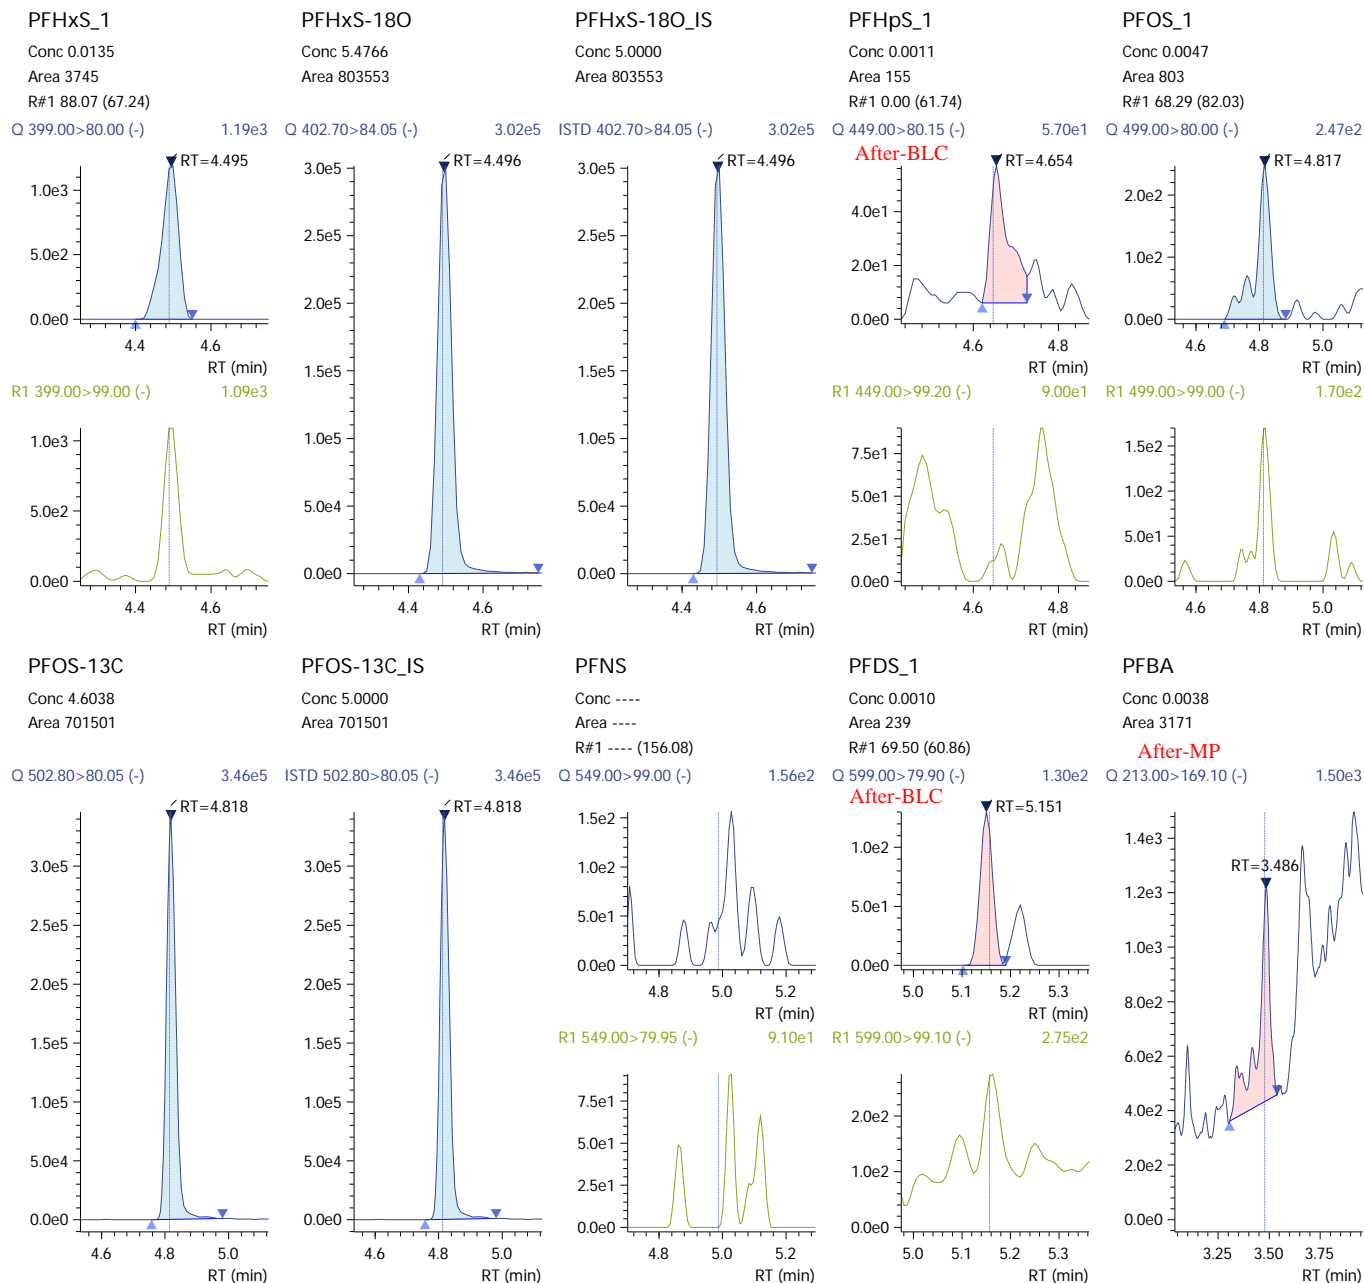 PFHxS_1
Conc 0.0135
Area 3745
R#1 88.07 (67.24)
Q 399.00>80.00 (-) 1.19e3
RT=4.495
1.0e3
5.0e2
0.0e0
4.4 4.6
RT (min)
R1 399.00>99.00 (-) 1.09e3
1.0e3
5.0e2
0.0e0
4.4 4.6
RT (min)
PFHxS-18O
Conc 5.4766
Area 803553
Q 402.70>84.05 (-) 3.02e5
RT=4.496
3.0e5
2.5e5
2.0e5
1.5e5
1.0e5
5.0e4
0.0e0
4.4 4.6
RT (min)
PFHxS-18O_IS
Conc 5.0000
Area 803553
ISTD 402.70>84.05 (-) 3.02e5
RT=4.496
3.0e5
2.5e5
2.0e5
1.5e5
1.0e5
5.0e4
0.0e0
4.4 4.6
RT (min)
PFHpS_1
Conc 0.0011
Area 155
R#1 0.00 (61.74)
Q 449.00>80.15 (-) 5.70e1
After-BLC
RT=4.654
4.0e1
2.0e1
0.0e0
4.6 4.8
RT (min)
R1 449.00>99.20 (-) 9.00e1
7.5e1
5.0e1
2.5e1
0.0e0
4.6 4.8
RT (min)
PFOS_1
Conc 0.0047
Area 803
R#1 68.29 (82.03)
Q 499.00>80.00 (-) 2.47e2
RT=4.817
2.0e2
1.0e2
0.0e0
4.6 4.8 5.0
RT (min)
R1 499.00>99.00 (-) 1.70e2
1.5e2
1.0e2
5.0e1
0.0e0
4.6 4.8 5.0
RT (min)
PFOS-13C
Conc 4.6038
Area 701501
Q 502.80>80.05 (-) 3.46e5
RT=4.818
3.0e5
2.5e5
2.0e5
1.5e5
1.0e5
5.0e4
0.0e0
4.6 4.8 5.0
RT (min)
PFOS-13C_IS
Conc 5.0000
Area 701501
ISTD 502.80>80.05 (-) 3.46e5
RT=4.818
3.0e5
2.5e5
2.0e5
1.5e5
1.0e5
5.0e4
0.0e0
4.6 4.8 5.0
RT (min)
PFNS
Conc ----
Area ----
R#1 ---- (156.08)
Q 549.00>99.00 (-) 1.56e2
1.5e2
1.0e2
5.0e1
0.0e0
4.8 5.0 5.2
RT (min)
R1 549.00>79.95 (-) 9.10e1
7.5e1
5.0e1
2.5e1
0.0e0
4.8 5.0 5.2
RT (min)
PFDS_1
Conc 0.0010
Area 239
R#1 69.50 (60.86)
Q 599.00>79.90 (-) 1.30e2
After-BLC
RT=5.151
1.0e2
5.0e1
0.0e0
5.0 5.1 5.2 5.3
RT (min)
R1 599.00>99.10 (-) 2.75e2
2.0e2
1.0e2
0.0e0
5.0 5.1 5.2 5.3
RT (min)
PFBA
Conc 0.0038
Area 3171
After-MP
Q 213.00>169.10 (-) 1.50e3
RT=3.486
1.4e3
1.2e3
1.0e3
8.0e2
6.0e2
4.0e2
2.0e2
0.0e0
3.25 3.50 3.75
RT (min)